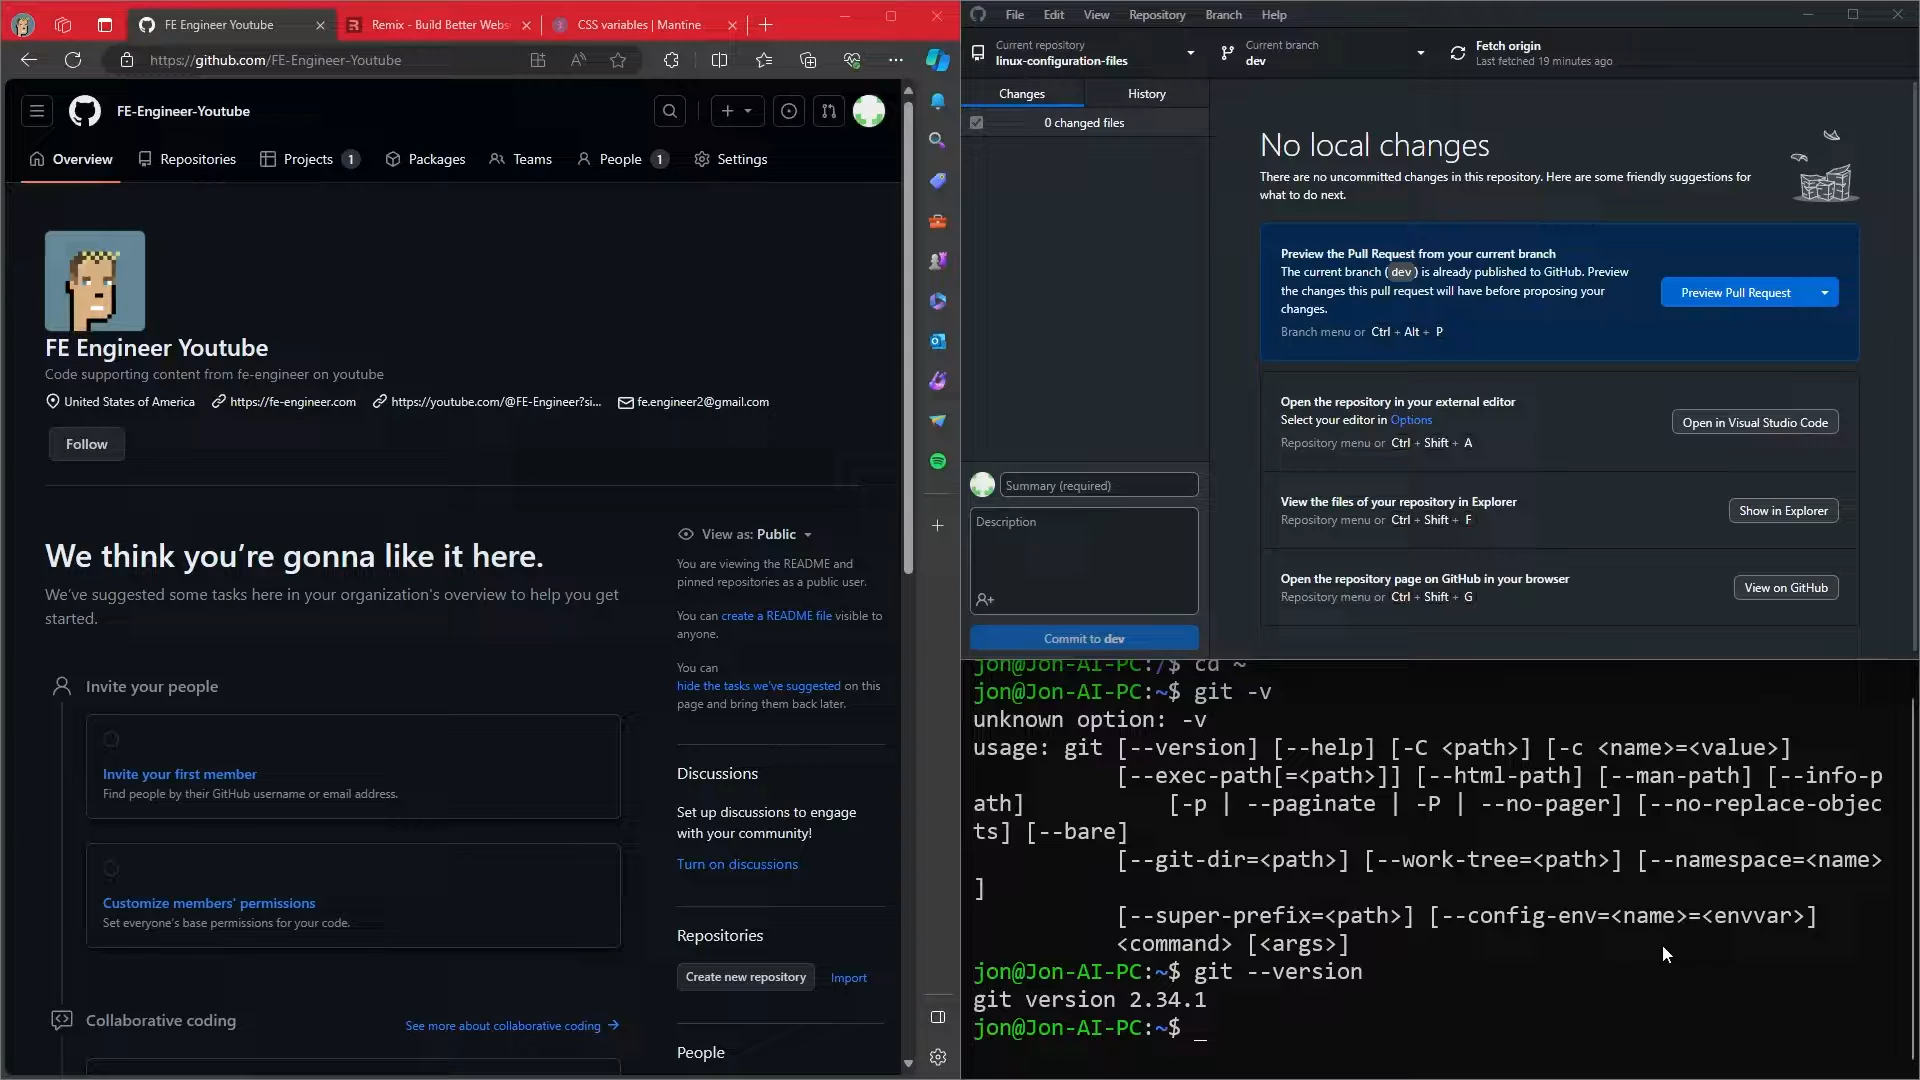 FE Engineer Youtube
Remix - Build Better Webs
CSS variables | Mantine
https://github.com/FE-Engineer-Youtube
FE-Engineer-Youtube
Overview
Repositories
Projects 1
Packages
Teams
People 1
Settings
FE Engineer Youtube
Code supporting content from fe-engineer on youtube
United States of America
https://fe-engineer.com
https://youtube.com/@FE-Engineer?si...
fe.engineer2@gmail.com
Follow
We think you’re gonna like it here.
We’ve suggested some tasks here in your organization's overview to help you get
started.
Invite your people
Invite your first member
Find people by their GitHub username or email address.
Customize members' permissions
Set everyone's base permissions for your code.
Collaborative coding
See more about collaborative coding
View as: Public
You are viewing the README and
pinned repositories as a public user.
You can create a README file visible to
anyone.
You can
hide the tasks we've suggested on this
page and bring them back later.
Discussions
Set up discussions to engage
with your community!
Turn on discussions
Repositories
Create new repository
Import
People
File
Edit
View
Repository
Branch
Help
Current repository
linux-configuration-files
Current branch
dev
Fetch origin
Last fetched 19 minutes ago
Changes
History
0 changed files
Summary (required)
Description
Commit to dev
No local changes
There are no uncommitted changes in this repository. Here are some friendly suggestions for
what to do next.
Preview the Pull Request from your current branch
The current branch ( dev ) is already published to GitHub. Preview
the changes this pull request will have before proposing your
changes.
Branch menu or Ctrl + Alt + P
Preview Pull Request
Open the repository in your external editor
Select your editor in Options
Repository menu or Ctrl + Shift + A
Open in Visual Studio Code
View the files of your repository in Explorer
Repository menu or Ctrl + Shift + F
Show in Explorer
Open the repository page on GitHub in your browser
Repository menu or Ctrl + Shift + G
View on GitHub
jon@Jon-AI-PC:/$ cd ~
jon@Jon-AI-PC:~$ git -v
unknown option: -v
usage: git [--version] [--help] [-C <path>] [-c <name>=<value>]
[--exec-path[=<path>]] [--html-path] [--man-path] [--info-p
ath] [-p | --paginate | -P | --no-pager] [--no-replace-objec
ts] [--bare]
[--git-dir=<path>] [--work-tree=<path>] [--namespace=<name>
]
[--super-prefix=<path>] [--config-env=<name>=<envvar>]
<command> [<args>]
jon@Jon-AI-PC:~$ git --version
git version 2.34.1
jon@Jon-AI-PC:~$ _